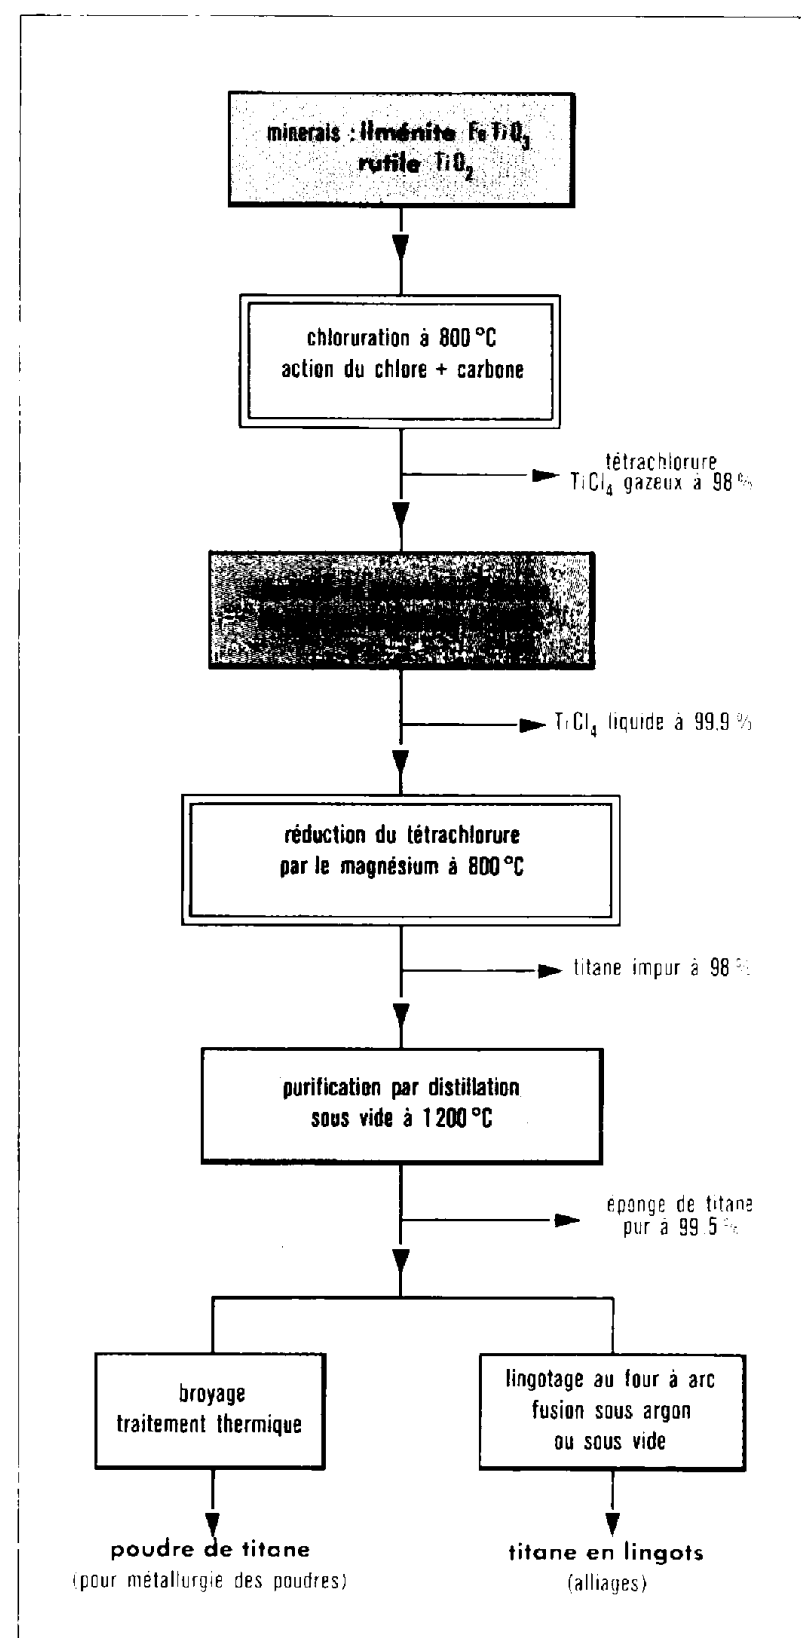 minerais : ilménite FeTiO3
rutile TiO2
chloruration à 800 °C
action du chlore + carbone
tétrachlorure
TiCl4 gazeux à 98 %
TiCl4 liquide à 99.9 %
réduction du tétrachlorure
par le magnésium à 800 °C
titane impur à 98 %
purification par distillation
sous vide à 1 200 °C
éponge de titane
pur à 99.5 %
broyage
traitement thermique
lingotage au four à arc
fusion sous argon
ou sous vide
poudre de titane
(pour métallurgie des poudres)
titane en lingots
(alliages)